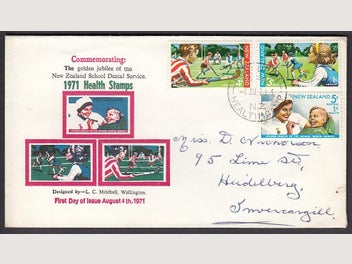 Commemorating:
The golden jubilee of the
New Zealand School Dental Service.
1971 Health Stamps
Designed by—L. C. Mitchell, Wellington.
First Day of Issue August 4th.1971
NEW ZEALAND
NEW ZEALAND
HEALTH
N.Z.
Miss. D.
95 Lime St,
Heidelberg,
Invercargill.